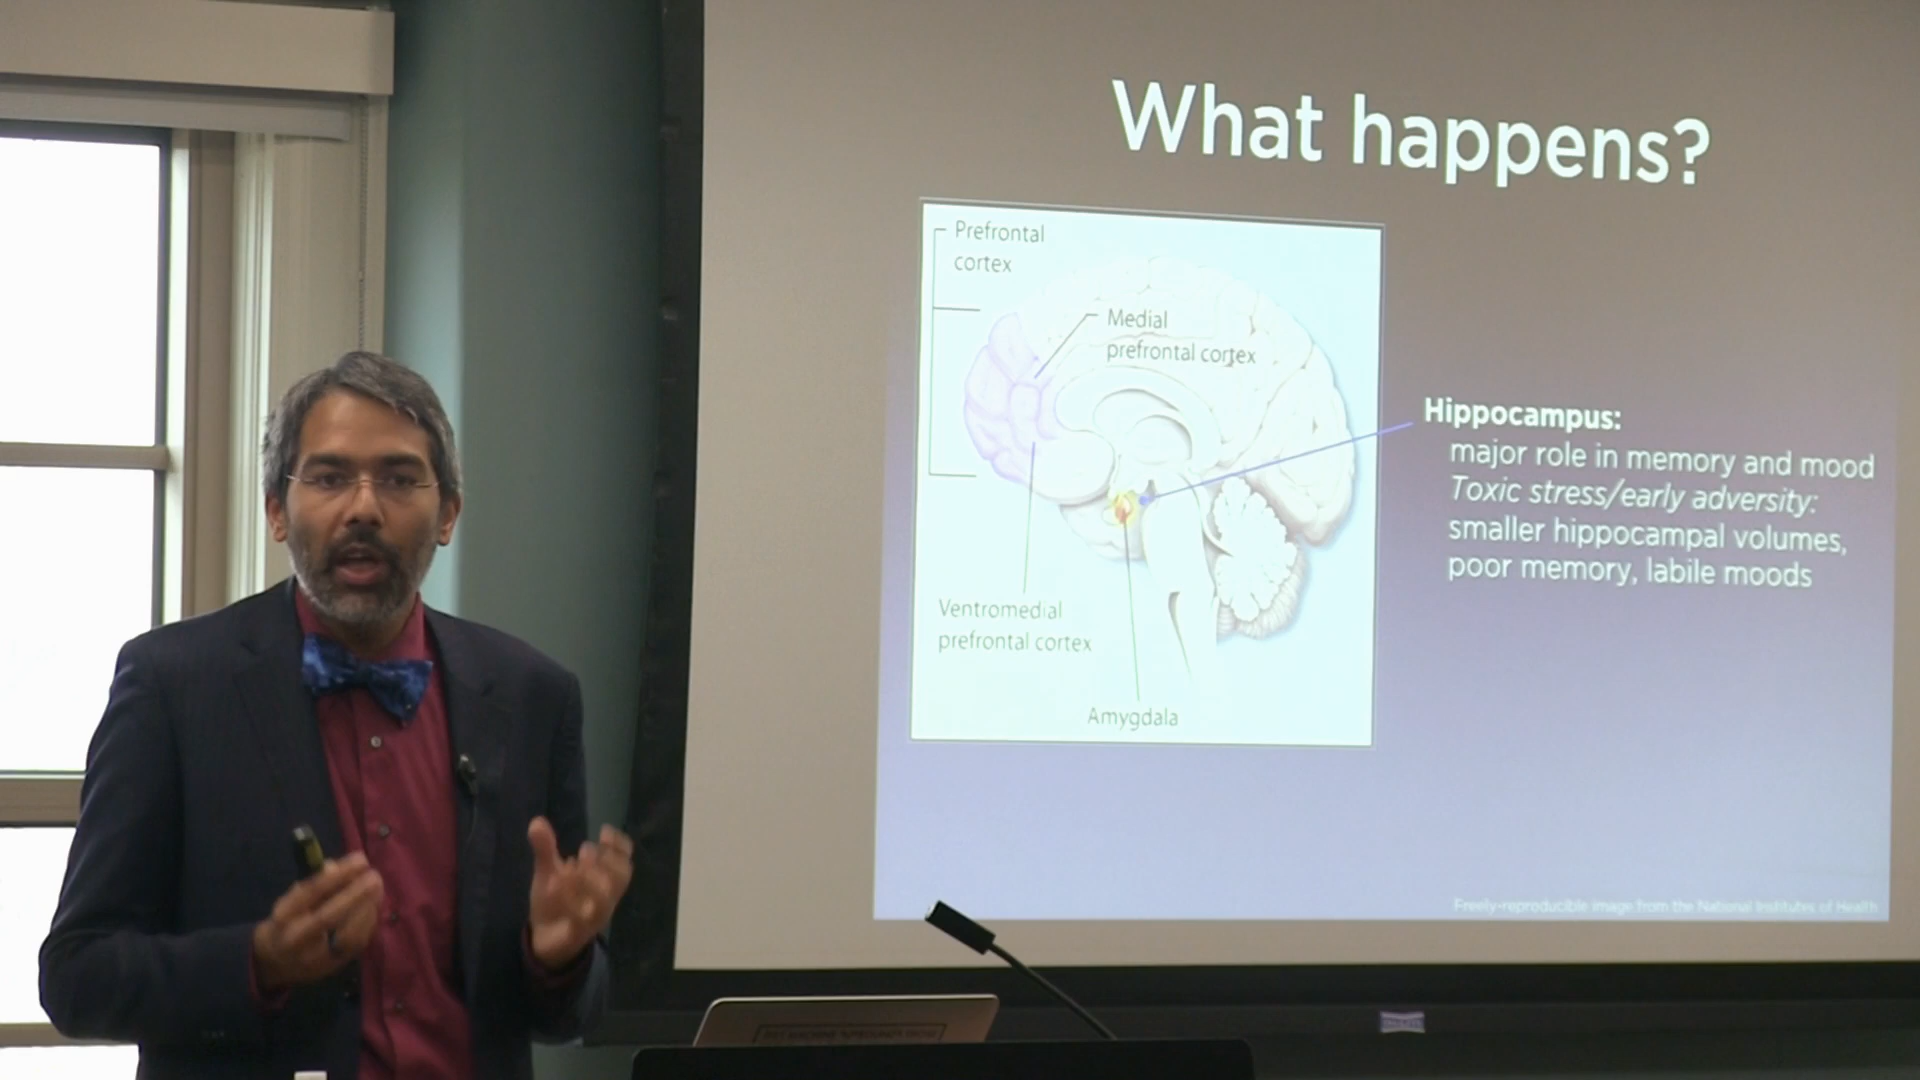 What happens?
Prefrontal
cortex
Medial
prefrontal cortex
Hippocampus:
major role in memory and mood
Toxic stress/early adversity:
smaller hippocampal volumes,
poor memory, labile moods
Ventromedial
prefrontal cortex
Amygdala
Freely-reproducible image from the National Institutes of Health